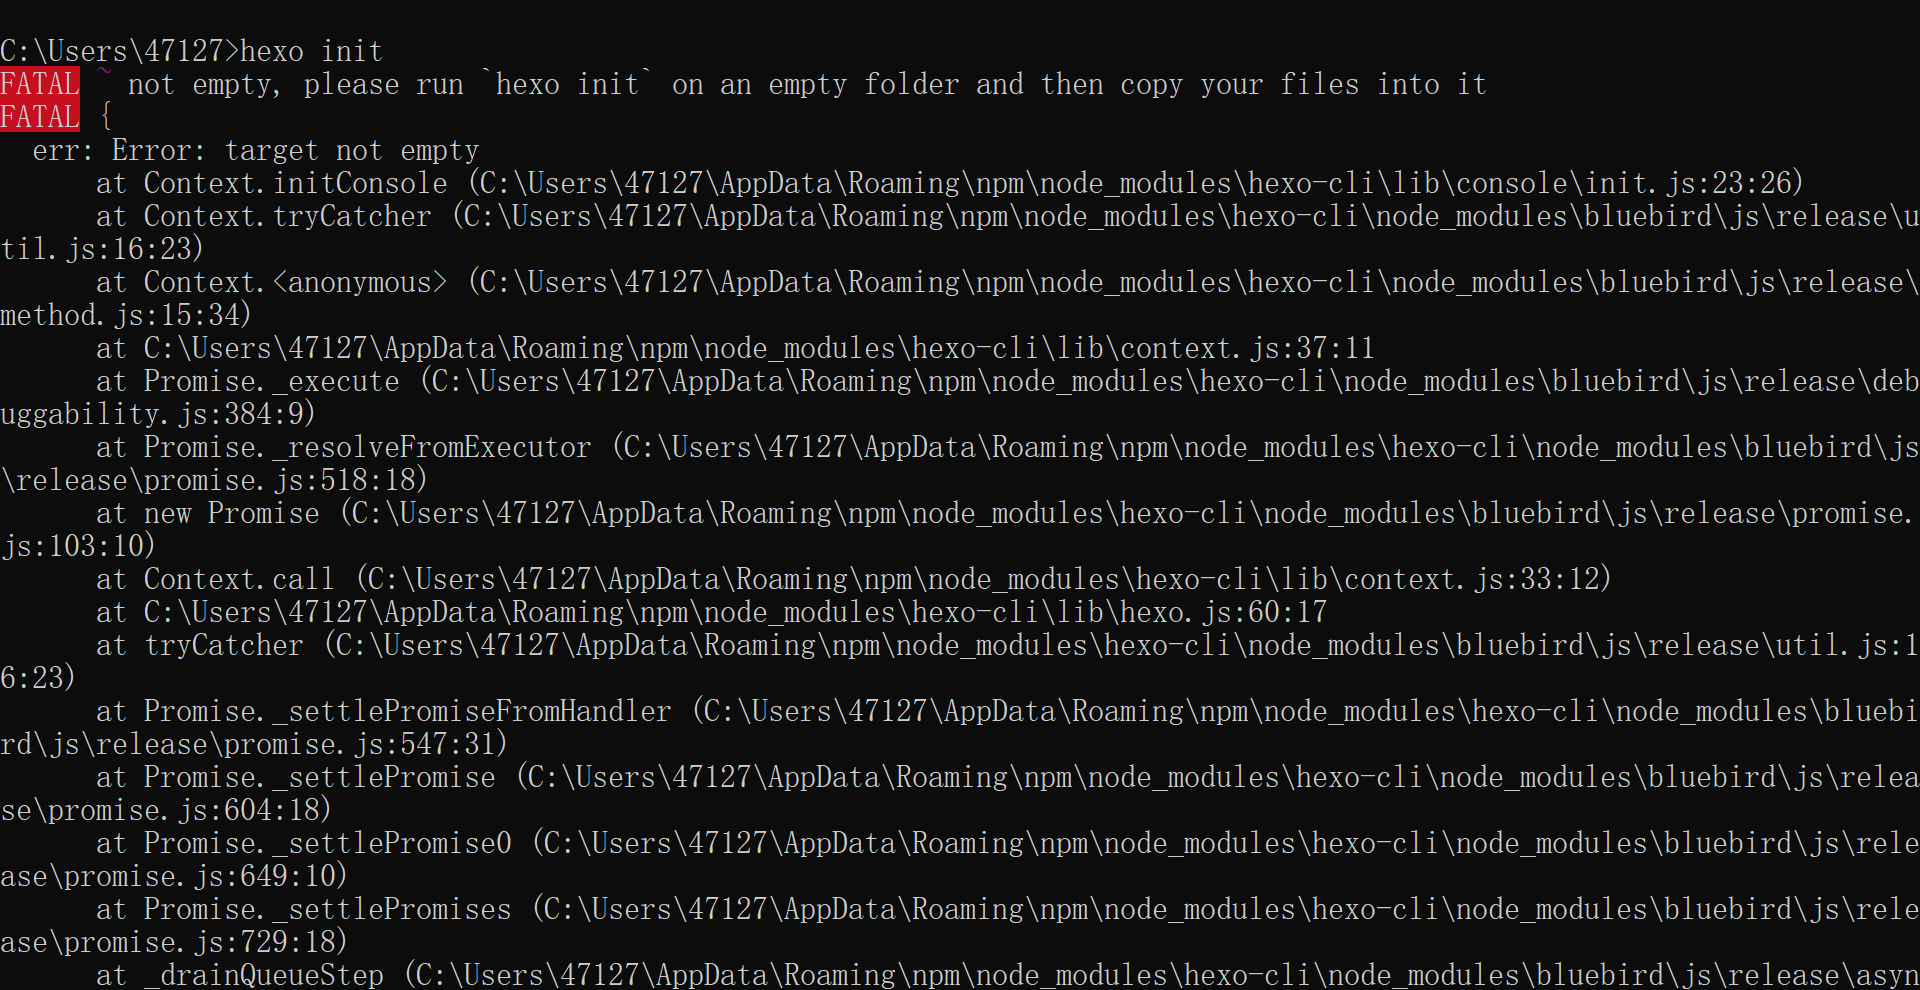 C:\Users\47127>hexo init
FATAL ~ not empty, please run `hexo init` on an empty folder and then copy your files into it
FATAL {
  err: Error: target not empty
      at Context.initConsole (C:\Users\47127\AppData\Roaming\npm\node_modules\hexo-cli\lib\console\init.js:23:26)
      at Context.tryCatcher (C:\Users\47127\AppData\Roaming\npm\node_modules\hexo-cli\node_modules\bluebird\js\release\u
til.js:16:23)
      at Context.<anonymous> (C:\Users\47127\AppData\Roaming\npm\node_modules\hexo-cli\node_modules\bluebird\js\release\
method.js:15:34)
      at C:\Users\47127\AppData\Roaming\npm\node_modules\hexo-cli\lib\context.js:37:11
      at Promise._execute (C:\Users\47127\AppData\Roaming\npm\node_modules\hexo-cli\node_modules\bluebird\js\release\deb
uggability.js:384:9)
      at Promise._resolveFromExecutor (C:\Users\47127\AppData\Roaming\npm\node_modules\hexo-cli\node_modules\bluebird\js
\release\promise.js:518:18)
      at new Promise (C:\Users\47127\AppData\Roaming\npm\node_modules\hexo-cli\node_modules\bluebird\js\release\promise.
js:103:10)
      at Context.call (C:\Users\47127\AppData\Roaming\npm\node_modules\hexo-cli\lib\context.js:33:12)
      at C:\Users\47127\AppData\Roaming\npm\node_modules\hexo-cli\lib\hexo.js:60:17
      at tryCatcher (C:\Users\47127\AppData\Roaming\npm\node_modules\hexo-cli\node_modules\bluebird\js\release\util.js:1
6:23)
      at Promise._settlePromiseFromHandler (C:\Users\47127\AppData\Roaming\npm\node_modules\hexo-cli\node_modules\bluebi
rd\js\release\promise.js:547:31)
      at Promise._settlePromise (C:\Users\47127\AppData\Roaming\npm\node_modules\hexo-cli\node_modules\bluebird\js\relea
se\promise.js:604:18)
      at Promise._settlePromise0 (C:\Users\47127\AppData\Roaming\npm\node_modules\hexo-cli\node_modules\bluebird\js\rele
ase\promise.js:649:10)
      at Promise._settlePromises (C:\Users\47127\AppData\Roaming\npm\node_modules\hexo-cli\node_modules\bluebird\js\rele
ase\promise.js:729:18)
      at _drainQueueStep (C:\Users\47127\AppData\Roaming\npm\node_modules\hexo-cli\node_modules\bluebird\js\release\asyn